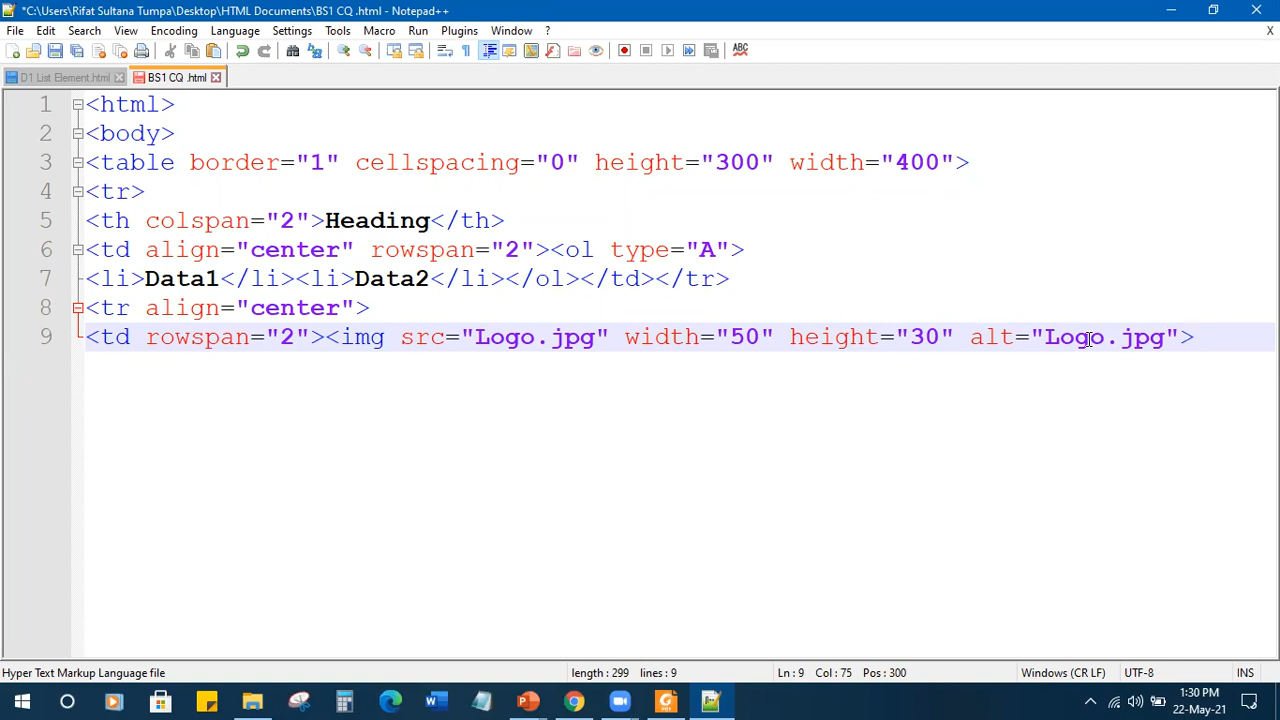 *C:\Users\Rifat Sultana Tumpa\Desktop\HTML Documents\BS1 CQ .html - Notepad++
File Edit Search View Encoding Language Settings Tools Macro Run Plugins Window ? X
D1 List Element.html BS1 CQ .html
1 <html>
2 <body>
3 <table border="1" cellspacing="0" height="300" width="400">
4 <tr>
5 <th colspan="2">Heading</th>
6 <td align="center" rowspan="2"><ol type="A">
7 <li>Data1</li><li>Data2</li></ol></td></tr>
8 <tr align="center">
9 <td rowspan="2"><img src="Logo.jpg" width="50" height="30" alt="Logo.jpg">
Hyper Text Markup Language file length : 299 lines : 9 Ln : 9 Col : 75 Pos : 300 Windows (CR LF) UTF-8 INS
1:30 PM
22-May-21